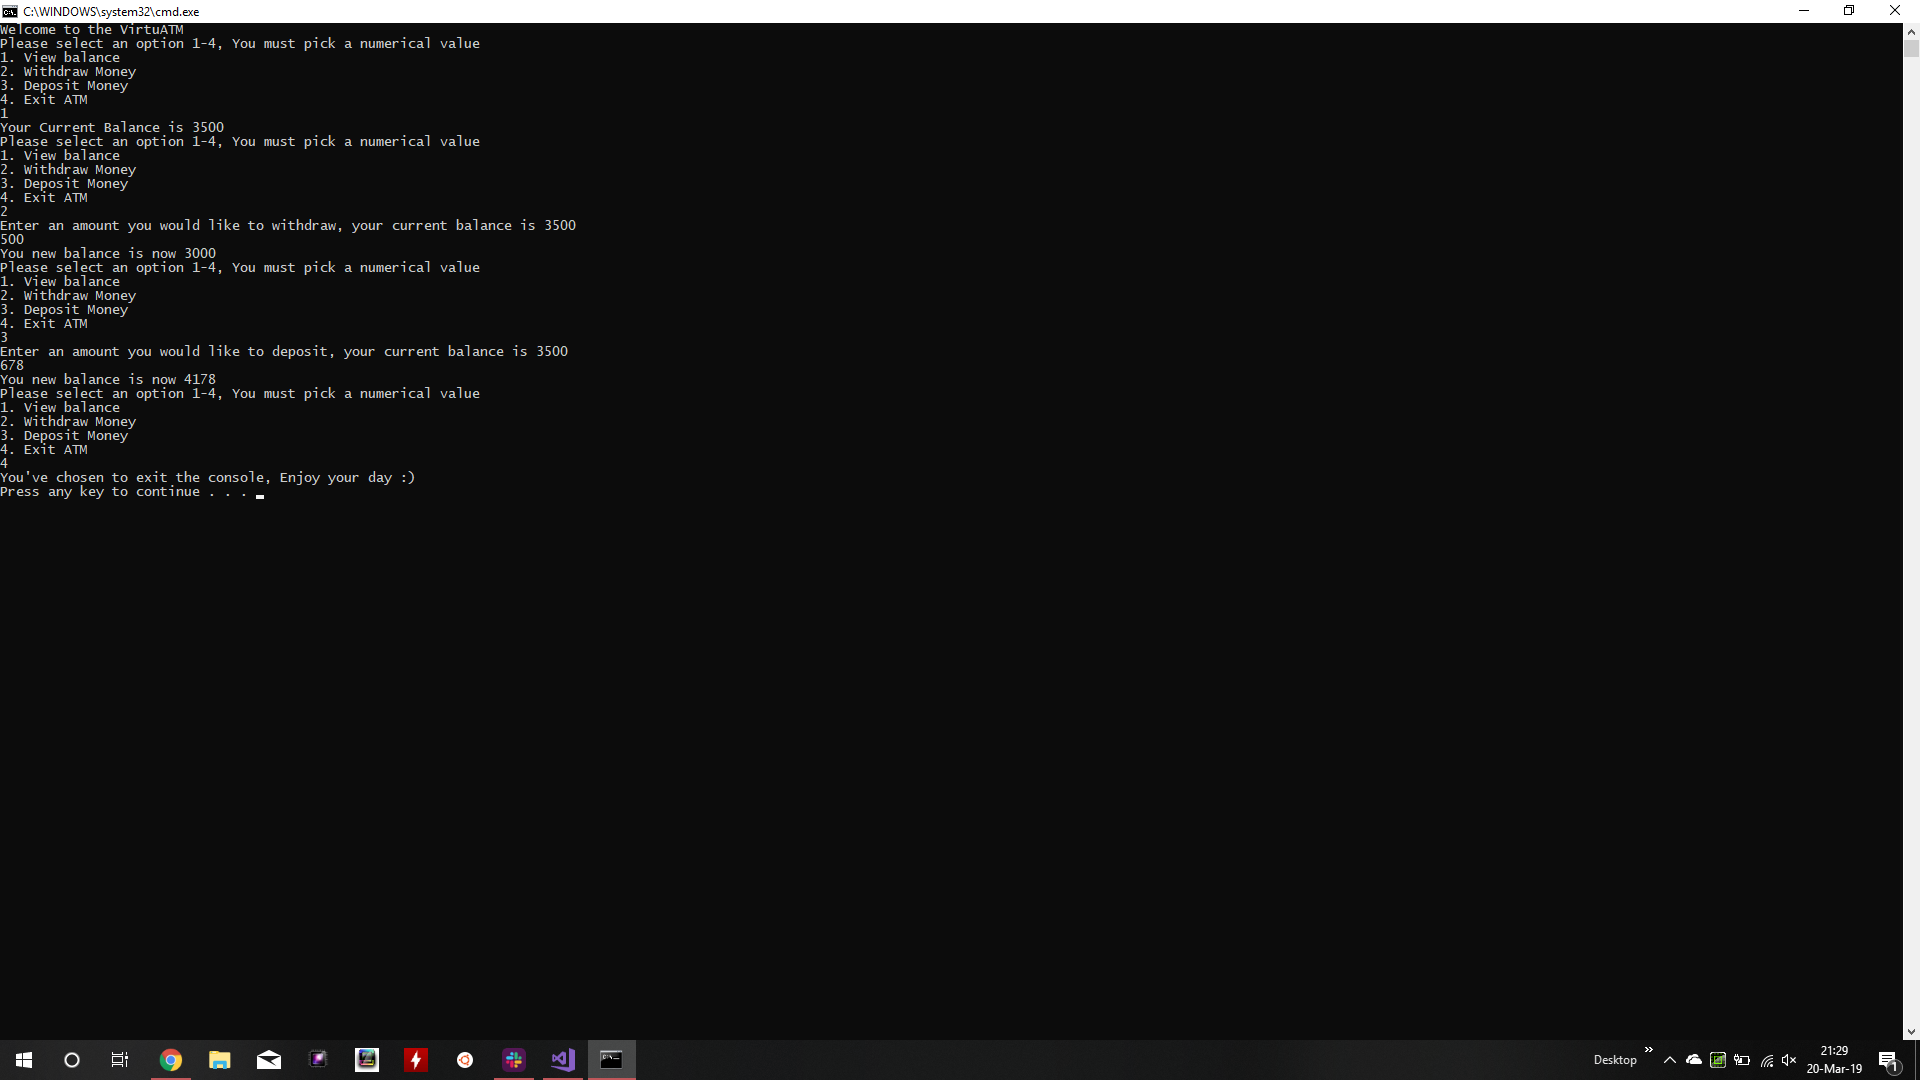 C:\WINDOWS\system32\cmd.exe
Welcome to the VirtuATM
Please select an option 1-4, You must pick a numerical value
1. View balance
2. Withdraw Money
3. Deposit Money
4. Exit ATM
1
Your Current Balance is 3500
Please select an option 1-4, You must pick a numerical value
1. View balance
2. Withdraw Money
3. Deposit Money
4. Exit ATM
2
Enter an amount you would like to withdraw, your current balance is 3500
500
You new balance is now 3000
Please select an option 1-4, You must pick a numerical value
1. View balance
2. Withdraw Money
3. Deposit Money
4. Exit ATM
3
Enter an amount you would like to deposit, your current balance is 3500
678
You new balance is now 4178
Please select an option 1-4, You must pick a numerical value
1. View balance
2. Withdraw Money
3. Deposit Money
4. Exit ATM
4
You've chosen to exit the console, Enjoy your day :)
Press any key to continue . . .
Desktop
21:29
20-Mar-19
1